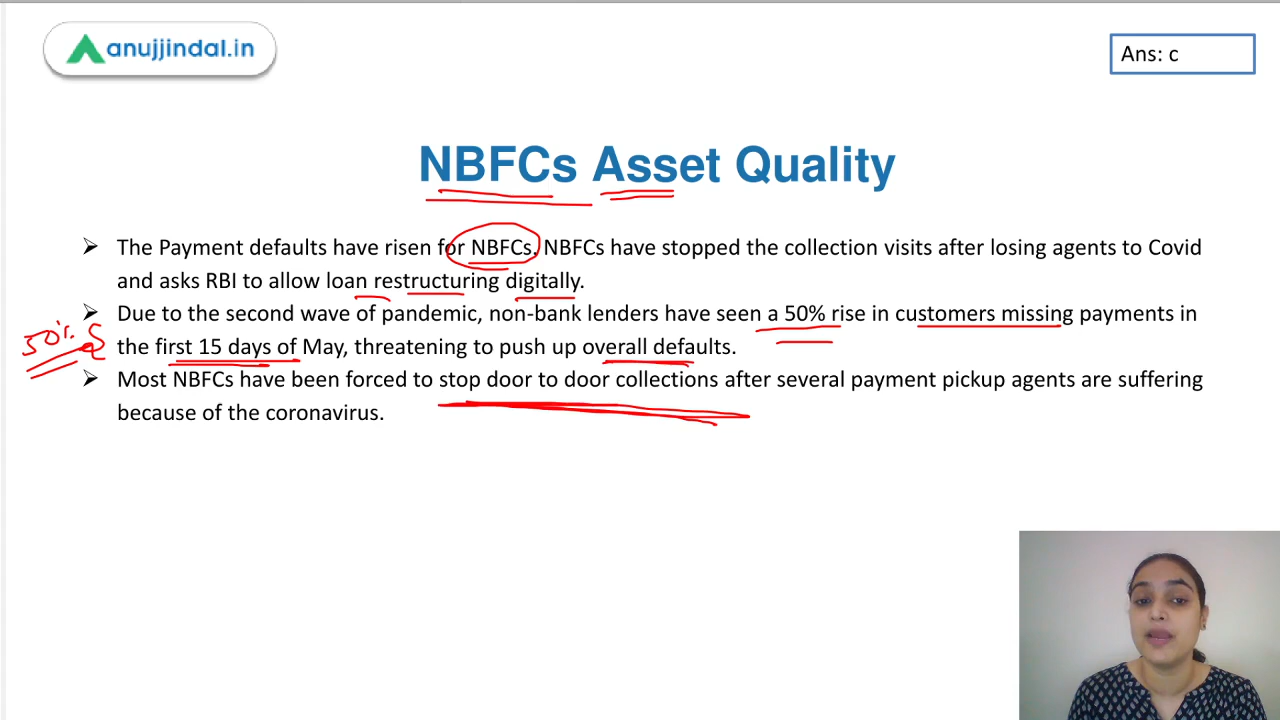 anujjindal.in
Ans: c
NBFCs Asset Quality
➢ The Payment defaults have risen for NBFCs. NBFCs have stopped the collection visits after losing agents to Covid
and asks RBI to allow loan restructuring digitally.
➢ Due to the second wave of pandemic, non-bank lenders have seen a 50% rise in customers missing payments in
the first 15 days of May, threatening to push up overall defaults.
50%
➢ Most NBFCs have been forced to stop door to door collections after several payment pickup agents are suffering
because of the coronavirus.